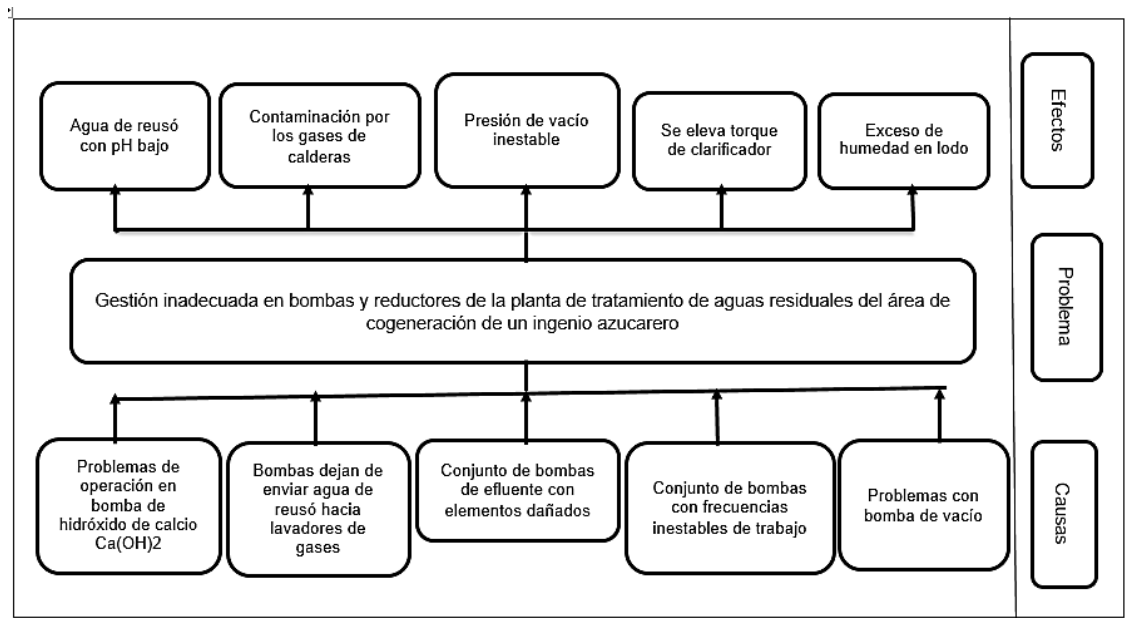 Agua de reusó
con pH bajo
Contaminación por
los gases de
calderas
Presión de vacío
inestable
Se eleva torque
de clarificador
Exceso de
humedad en lodo
Efectos
Gestión inadecuada en bombas y reductores de la planta de tratamiento de aguas residuales del área de
cogeneración de un ingenio azucarero
Problema
Problemas de
operación en
bomba de
hidróxido de calcio
Ca(OH)2
Bombas dejan de
enviar agua de
reusó hacia
lavadores de
gases
Conjunto de bombas
de efluente con
elementos dañados
Conjunto de bombas
con frecuencias
inestables de trabajo
Problemas con
bomba de vacío
Causas